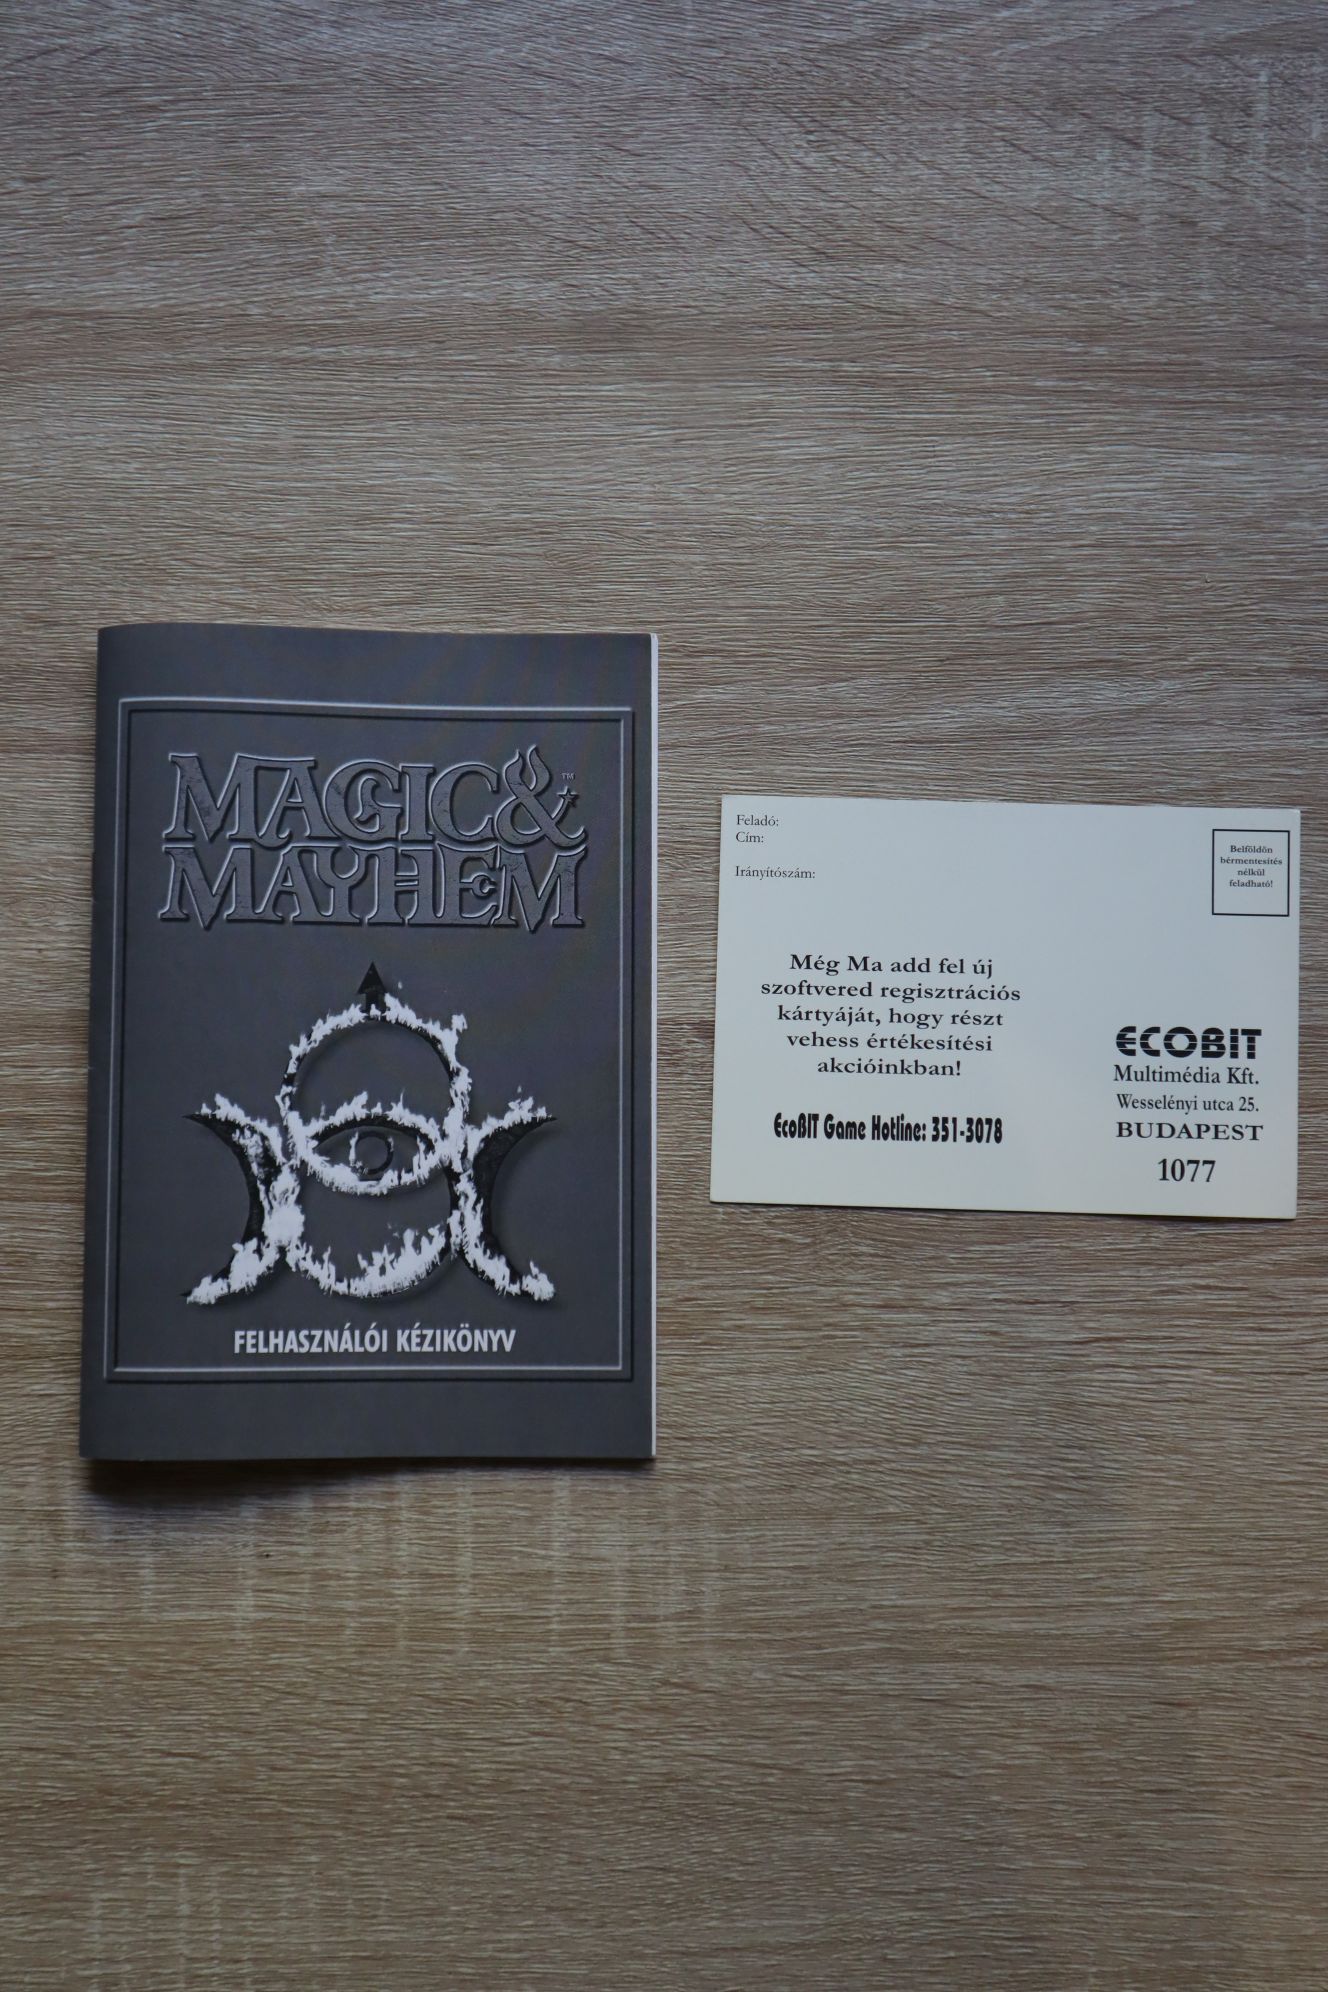 MAGIC&™
MAYHEM
FELHASZNÁLÓI KÉZIKÖNYV
Feladó:
Cím:
Irányítószám:
Belföldön
bérmentesítés
nélkül
feladható!
Még Ma add fel új
szoftvered regisztrációs
kártyáját, hogy részt
vehess értékesítési
akcióinkban!
EcoBIT Game Hotline: 351-3078
ECOBIT
Multimédia Kft.
Wesselényi utca 25.
BUDAPEST
1077